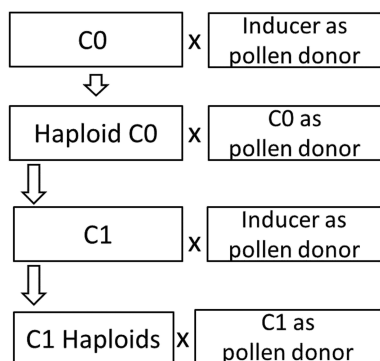 C0
x
Inducer as
pollen donor
Haploid C0
x
C0 as
pollen donor
C1
x
Inducer as
pollen donor
C1 Haploids
x
C1 as
pollen donor